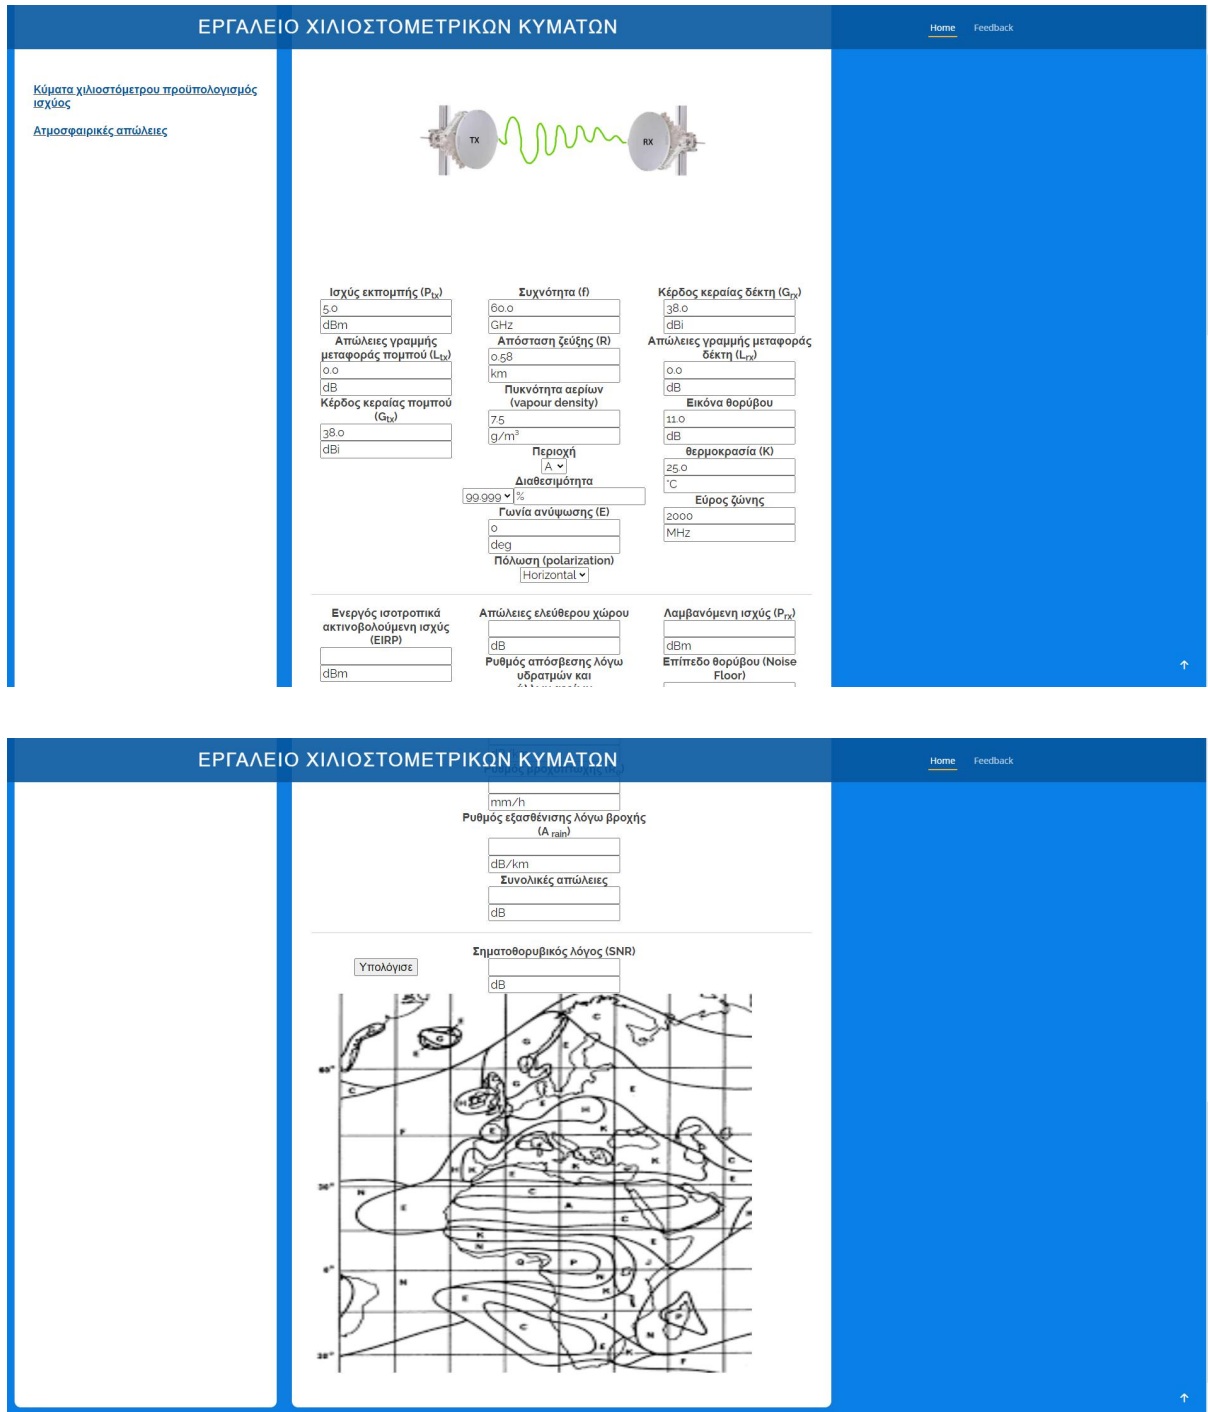 ΕΡΓΑΛΕΙΟ ΧΙΛΙΟΣΤΟΜΕΤΡΙΚΩΝ ΚΥΜΑΤΩΝ
Home Feedback
Κύματα χιλιοστόμετρου προϋπολογισμός
ισχύος
Ατμοσφαιρικές απώλειες
TX
RX
Ισχύς εκπομπής (Ptx)
5.0
dBm
Απώλειες γραμμής
μεταφοράς πομπού (Ltx)
0.0
dB
Κέρδος κεραίας πομπού
(Gtx)
38.0
dBi
Συχνότητα (f)
60.0
GHz
Απόσταση ζεύξης (R)
0.58
km
Πυκνότητα αερίων
(vapour density)
7.5
g/m³
Περιοχή
A
Διαθεσιμότητα
99.999 %
Γωνία ανύψωσης (Ε)
0
deg
Πόλωση (polarization)
Horizontal
Κέρδος κεραίας δέκτη (Grx)
38.0
dBi
Απώλειες γραμμής μεταφοράς
δέκτη (Lrx)
0.0
dB
Εικόνα θορύβου
11.0
dB
θερμοκρασία (Κ)
25.0
°C
Εύρος ζώνης
2000
MHz
Ενεργός ισοτροπικά
ακτινοβολούμενη ισχύς
(EIRP)
dBm
Απώλειες ελεύθερου χώρου
dB
Ρυθμός απόσβεσης λόγω
υδρατμών και
Λαμβανόμενη ισχύς (Prx)
dBm
Επίπεδο θορύβου (Noise
Floor)
ΕΡΓΑΛΕΙΟ ΧΙΛΙΟΣΤΟΜΕΤΡΙΚΩΝ ΚΥΜΑΤΩΝ
Home Feedback
mm/h
Ρυθμός εξασθένισης λόγω βροχής
(A rain)
dB/km
Συνολικές απώλειες
dB
Υπολόγισε
Σηματοθορυβικός λόγος (SNR)
dB
C
G
E
G
E
60°
C
G
E
H
E
E
H
F
E
K
C
H
K
E
K
K
E
30°
N
C
E
A
C
K
N
E
Q
P
J
0°
N
N
K
E
J
P
C
N
E
K
30°
F